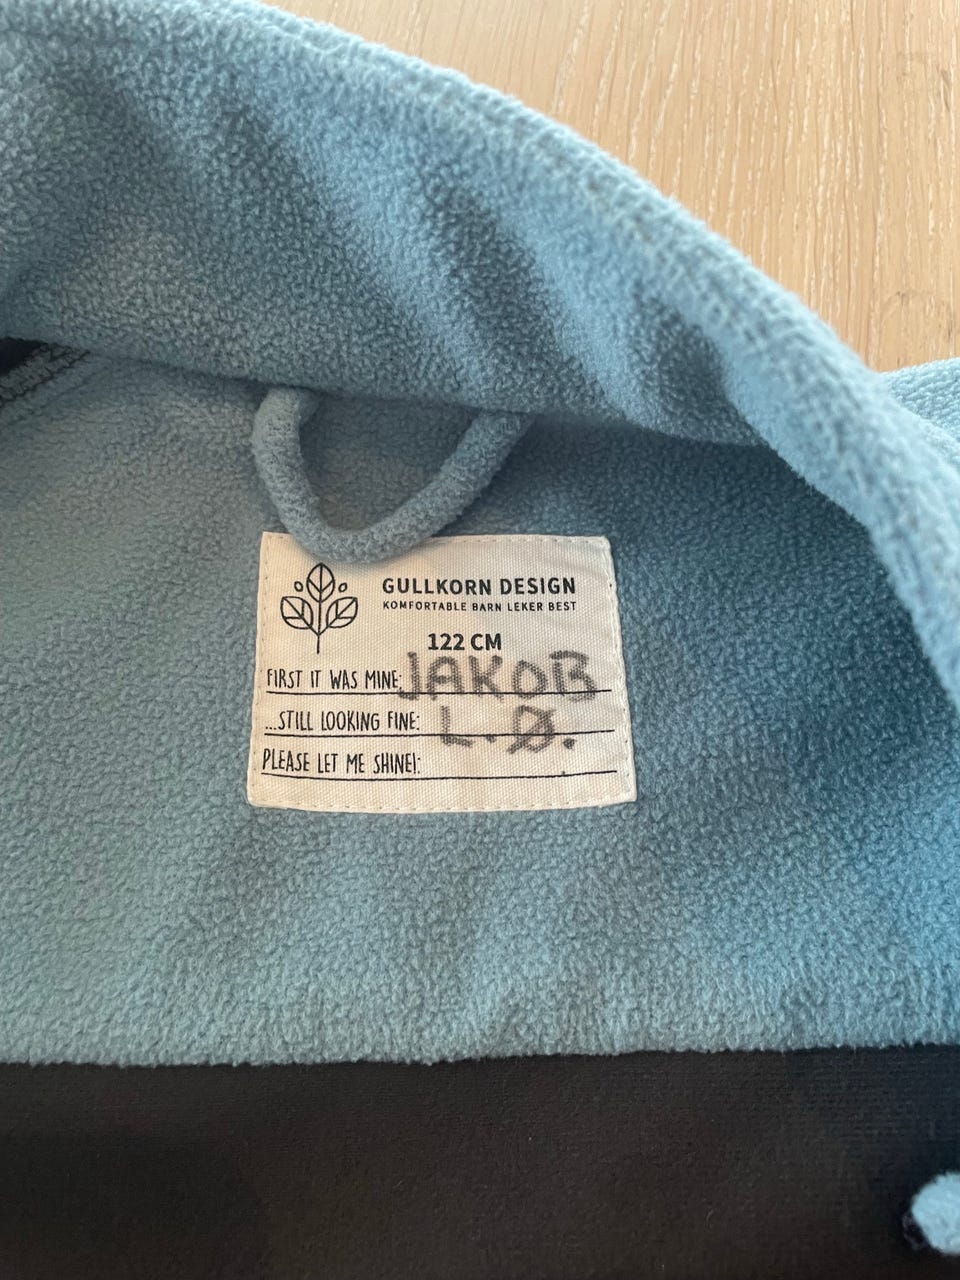 GULLKORN DESIGN
KOMFORTABLE BARN LEKER BEST
122 CM
FIRST IT WAS MINE: JAKOB
...STILL LOOKING FINE: L.Ø.
PLEASE LET ME SHINE!: